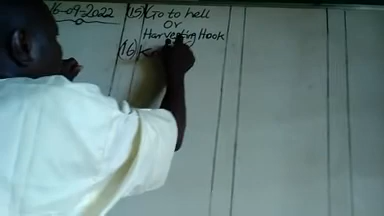 16-09-2022
(15) Go to hell
Or
Harvesting Hook
(16) K